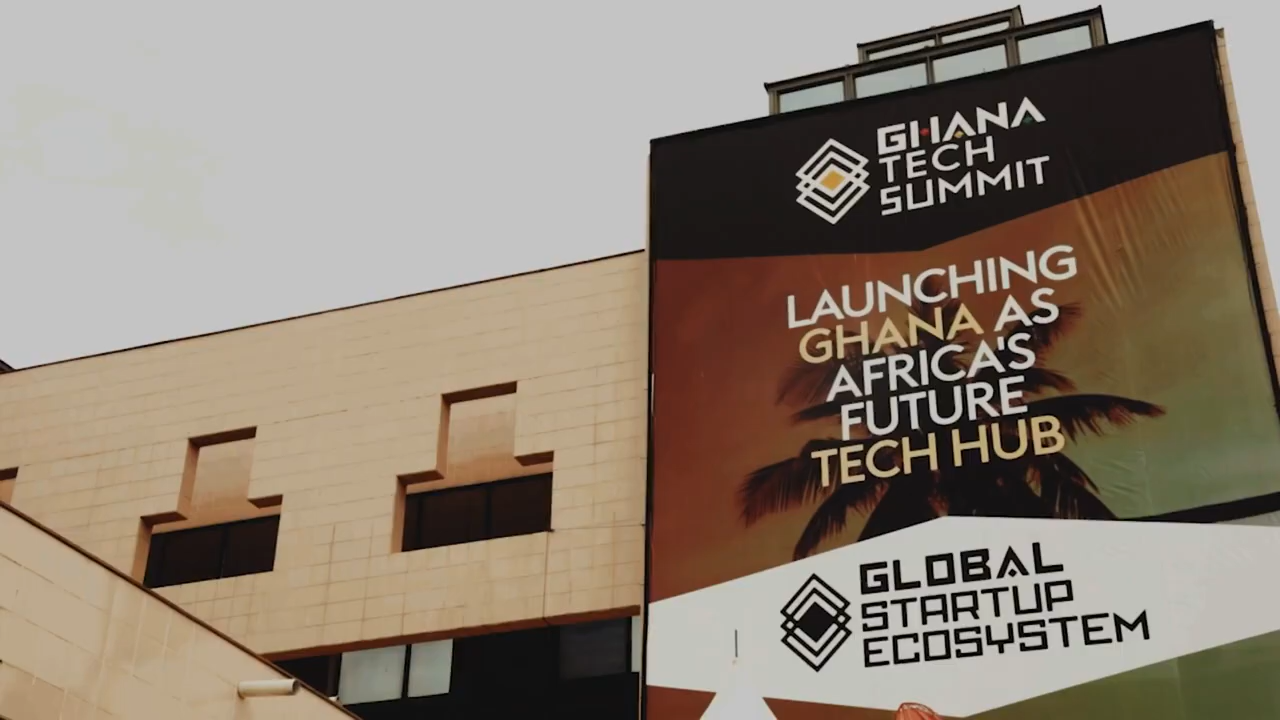 GHANA
TECH
SUMMIT
LAUNCHING
GHANA AS
AFRICA'S
FUTURE
TECH HUB
GLOBAL
STARTUP
ECOSYSTEM